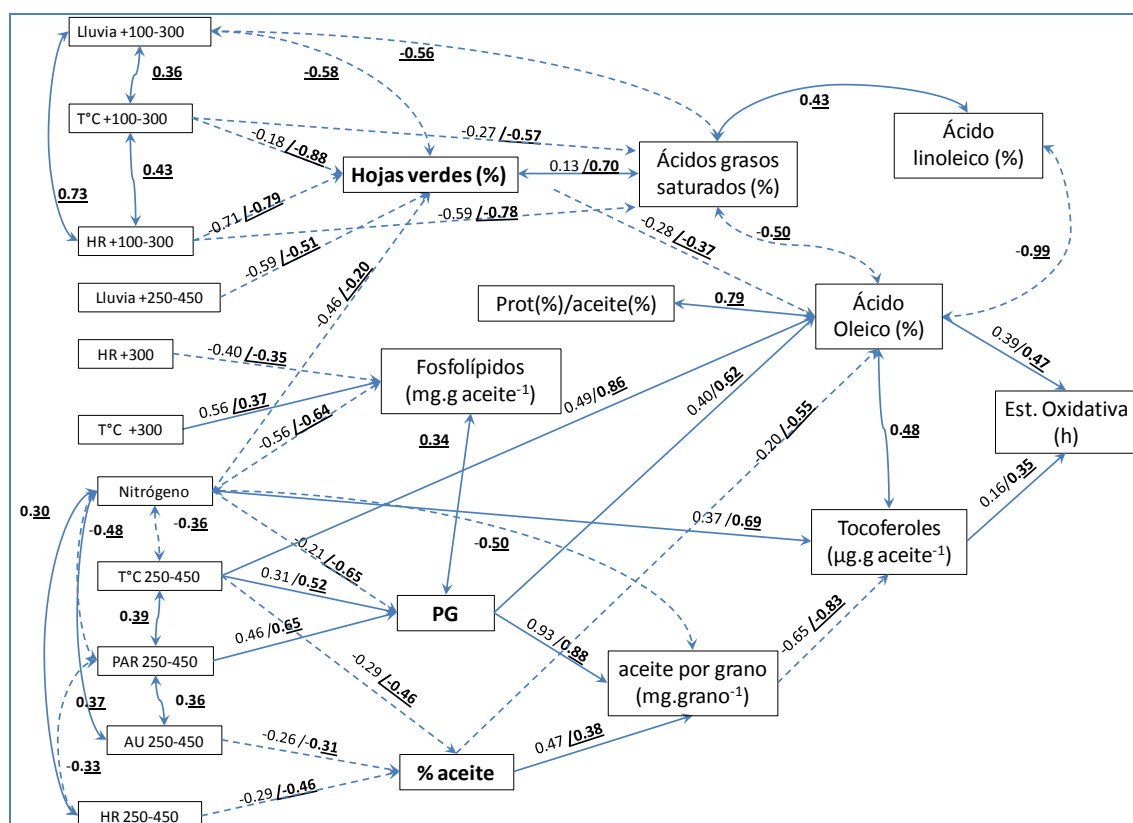 Lluvia +100-300
-0.56
0.36
-0.58
0.43
T°C +100-300
-0.27/-0.57
-0.18/-0.88
Ácido
linoleico (%)
Ácidos grasos
saturados (%)
Hojas verdes (%)
0.13 /0.70
0.43
0.73
-0.71/-0.79
-0.59 /-0.78
HR +100-300
-0.28/-0.37
-0.50
-0.99
-0.59 /-0.51
Lluvia +250-450
-0.46/-0.20
Prot(%)/aceite(%)
0.79
Ácido
Oleico (%)
HR +300
-0.40/-0.35
Fosfolípidos
(mg.g aceite-1)
0.49/0.86
0.40/0.62
0.39/0.47
0.56 /0.37
T°C +300
-0.56/-0.64
0.34
-0.20/-0.55
0.48
Est. Oxidativa
(h)
Nitrógeno
0.30
-0.48
-0.36
0.37/0.69
0.16/0.35
-0.50
Tocoferoles
(µg.g aceite-1)
-0.21/-0.65
T°C 250-450
0.31/0.52
PG
0.39
0.46/0.65
0.93/0.88
-0.65/-0.83
PAR 250-450
-0.29/-0.46
aceite por grano
(mg.grano-1)
0.37
0.36
AU 250-450
-0.26/-0.31
0.47 /0.38
-0.33
% aceite
-0.29/-0.46
HR 250-450